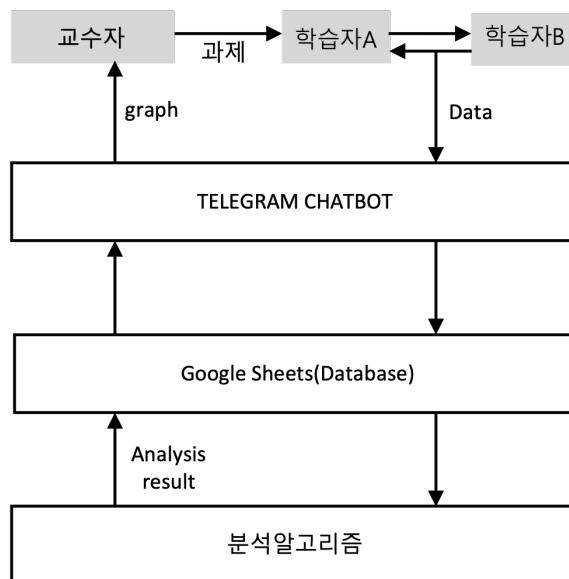 교수자
과제
학습자A
학습자B
graph
Data
TELEGRAM CHATBOT
Google Sheets(Database)
Analysis
result
분석알고리즘